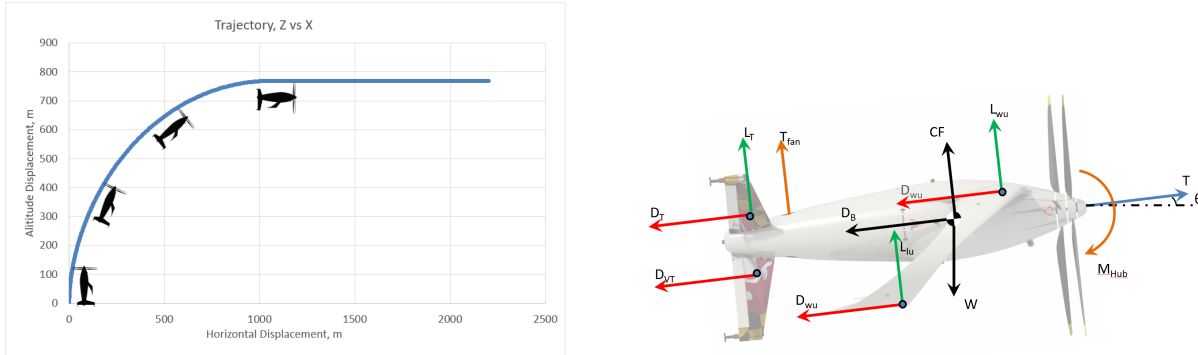 Trajectory, Z vs X
Alitiude Displacement, m
900
800
700
600
500
400
300
200
100
0
0
500
1000
1500
2000
2500
Horizontal Displacement, m
L_T
T_fan
CF
L_wu
T
θ
D_wu
D_T
D_B
L_lu
D_VT
D_wu
W
M_Hub